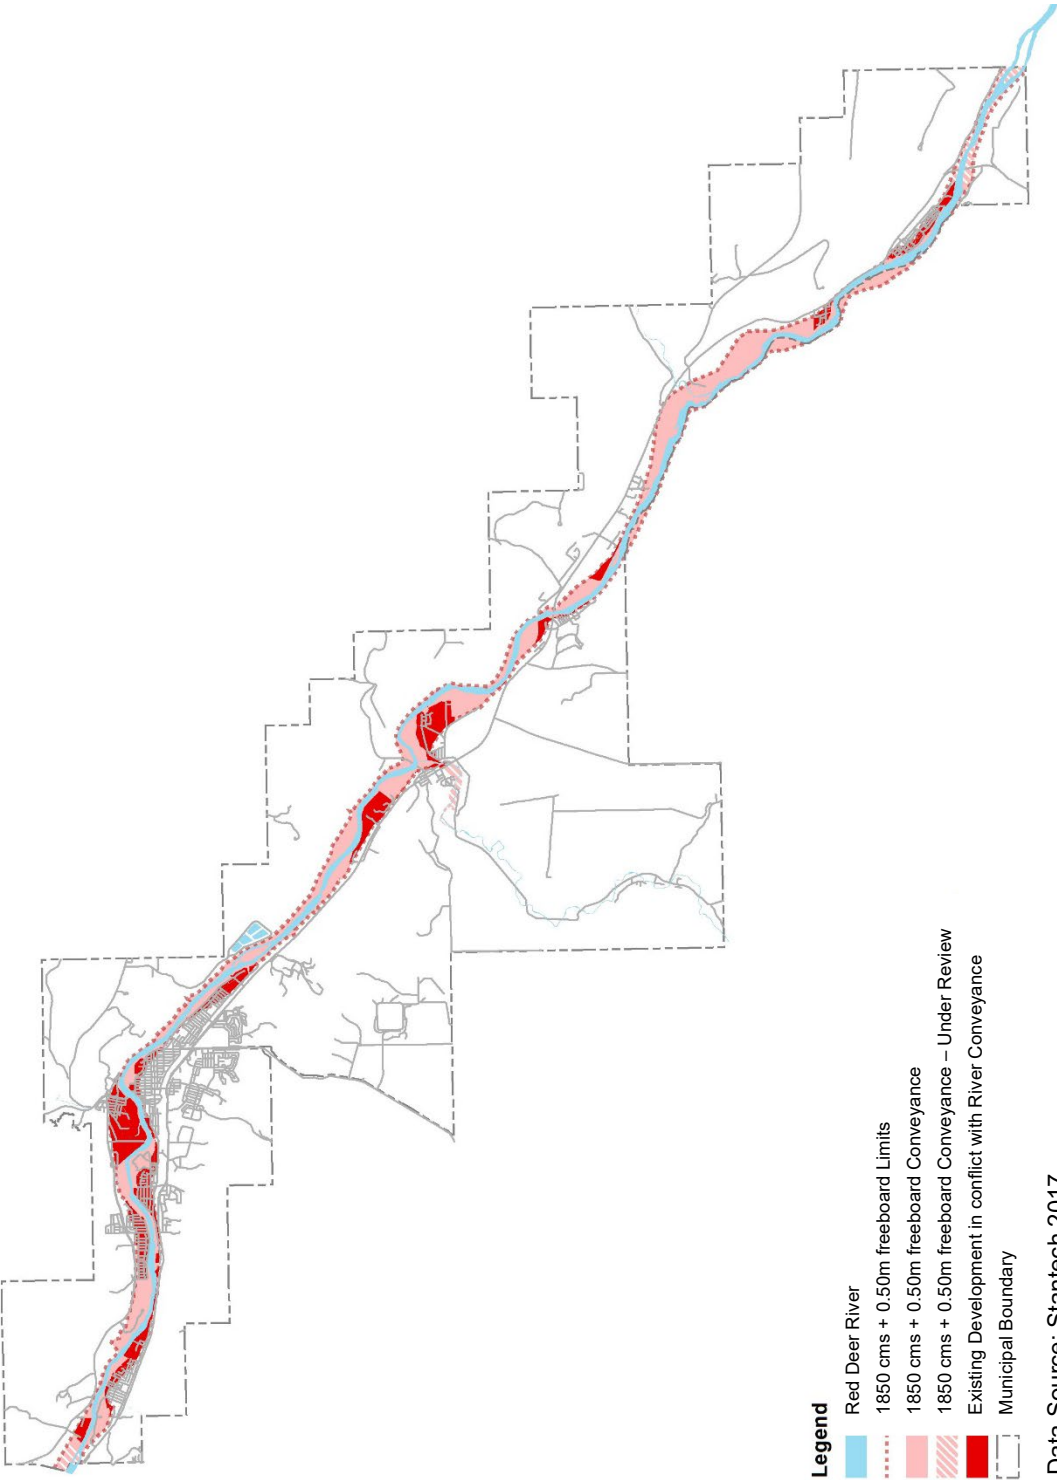 Legend
Red Deer River
1850 cms + 0.50m freeboard Limits
1850 cms + 0.50m freeboard Conveyance
1850 cms + 0.50m freeboard Conveyance – Under Review
Existing Development in conflict with River Conveyance
Municipal Boundary
Data Source: Stantech 2017